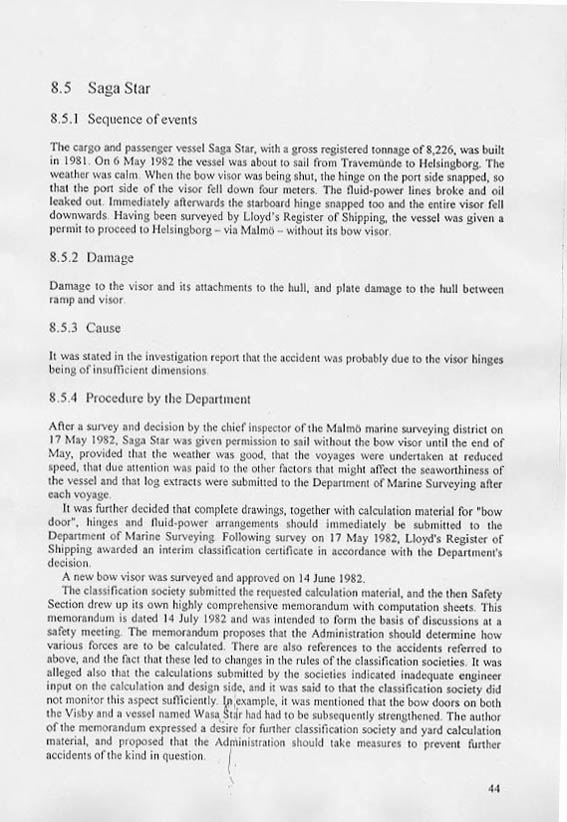 8.5 Saga Star
8.5.1 Sequence of events
The cargo and passenger vessel Saga Star, with a gross registered tonnage of 8,226, was built
in 1981. On 6 May 1982 the vessel was about to sail from Travemünde to Helsingborg. The
weather was calm. When the bow visor was being shut, the hinge on the port side snapped, so
that the port side of the visor fell down four meters. The fluid-power lines broke and oil
leaked out. Immediately afterwards the starboard hinge snapped too and the entire visor fell
downwards. Having been surveyed by Lloyd's Register of Shipping, the vessel was given a
permit to proceed to Helsingborg – via Malmö – without its bow visor.
8.5.2 Damage
Damage to the visor and its attachments to the hull, and plate damage to the hull between
ramp and visor.
8.5.3 Cause
It was stated in the investigation report that the accident was probably due to the visor hinges
being of insufficient dimensions.
8.5.4 Procedure by the Department
After a survey and decision by the chief inspector of the Malmö marine surveying district on
17 May 1982, Saga Star was given permission to sail without the bow visor until the end of
May, provided that the weather was good, that the voyages were undertaken at reduced
speed, that due attention was paid to the other factors that might affect the seaworthiness of
the vessel and that log extracts were submitted to the Department of Marine Surveying after
each voyage.
It was further decided that complete drawings, together with calculation material for "bow
door", hinges and fluid-power arrangements should immediately be submitted to the
Department of Marine Surveying. Following survey on 17 May 1982, Lloyd's Register of
Shipping awarded an interim classification certificate in accordance with the Department's
decision.
A new bow visor was surveyed and approved on 14 June 1982.
The classification society submitted the requested calculation material, and the then Safety
Section drew up its own highly comprehensive memorandum with computation sheets. This
memorandum is dated 14 July 1982 and was intended to form the basis of discussions at a
safety meeting. The memorandum proposes that the Administration should determine how
various forces are to be calculated. There are also references to the accidents referred to
above, and the fact that these led to changes in the rules of the classification societies. It was
alleged also that the calculations submitted by the societies indicated inadequate engineer
input on the calculation and design side, and it was said to that the classification society did
not monitor this aspect sufficiently. In example, it was mentioned that the bow doors on both
the Visby and a vessel named Wasa Star had had to be subsequently strengthened. The author
of the memorandum expressed a desire for further classification society and yard calculation
material, and proposed that the Administration should take measures to prevent further
accidents of the kind in question.
44